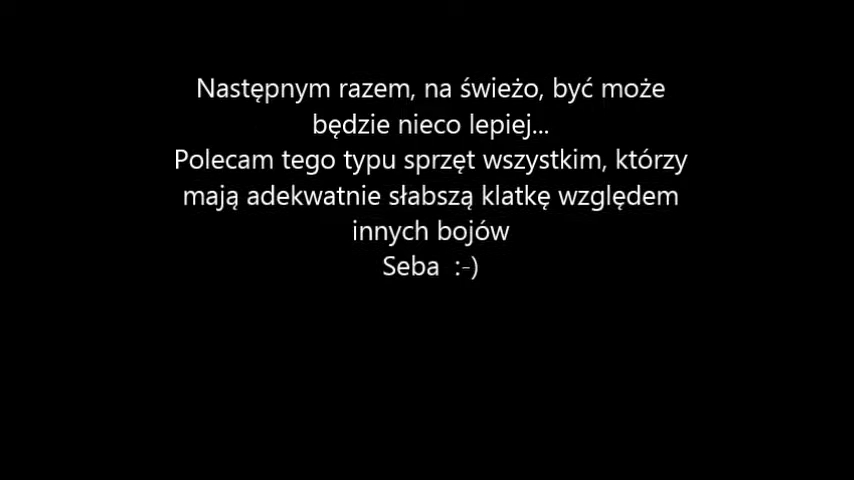 Następnym razem, na świeżo, być może
będzie nieco lepiej...
Polecam tego typu sprzęt wszystkim, którzy
mają adekwatnie słabszą klatkę względem
innych bojów
Seba  :-)